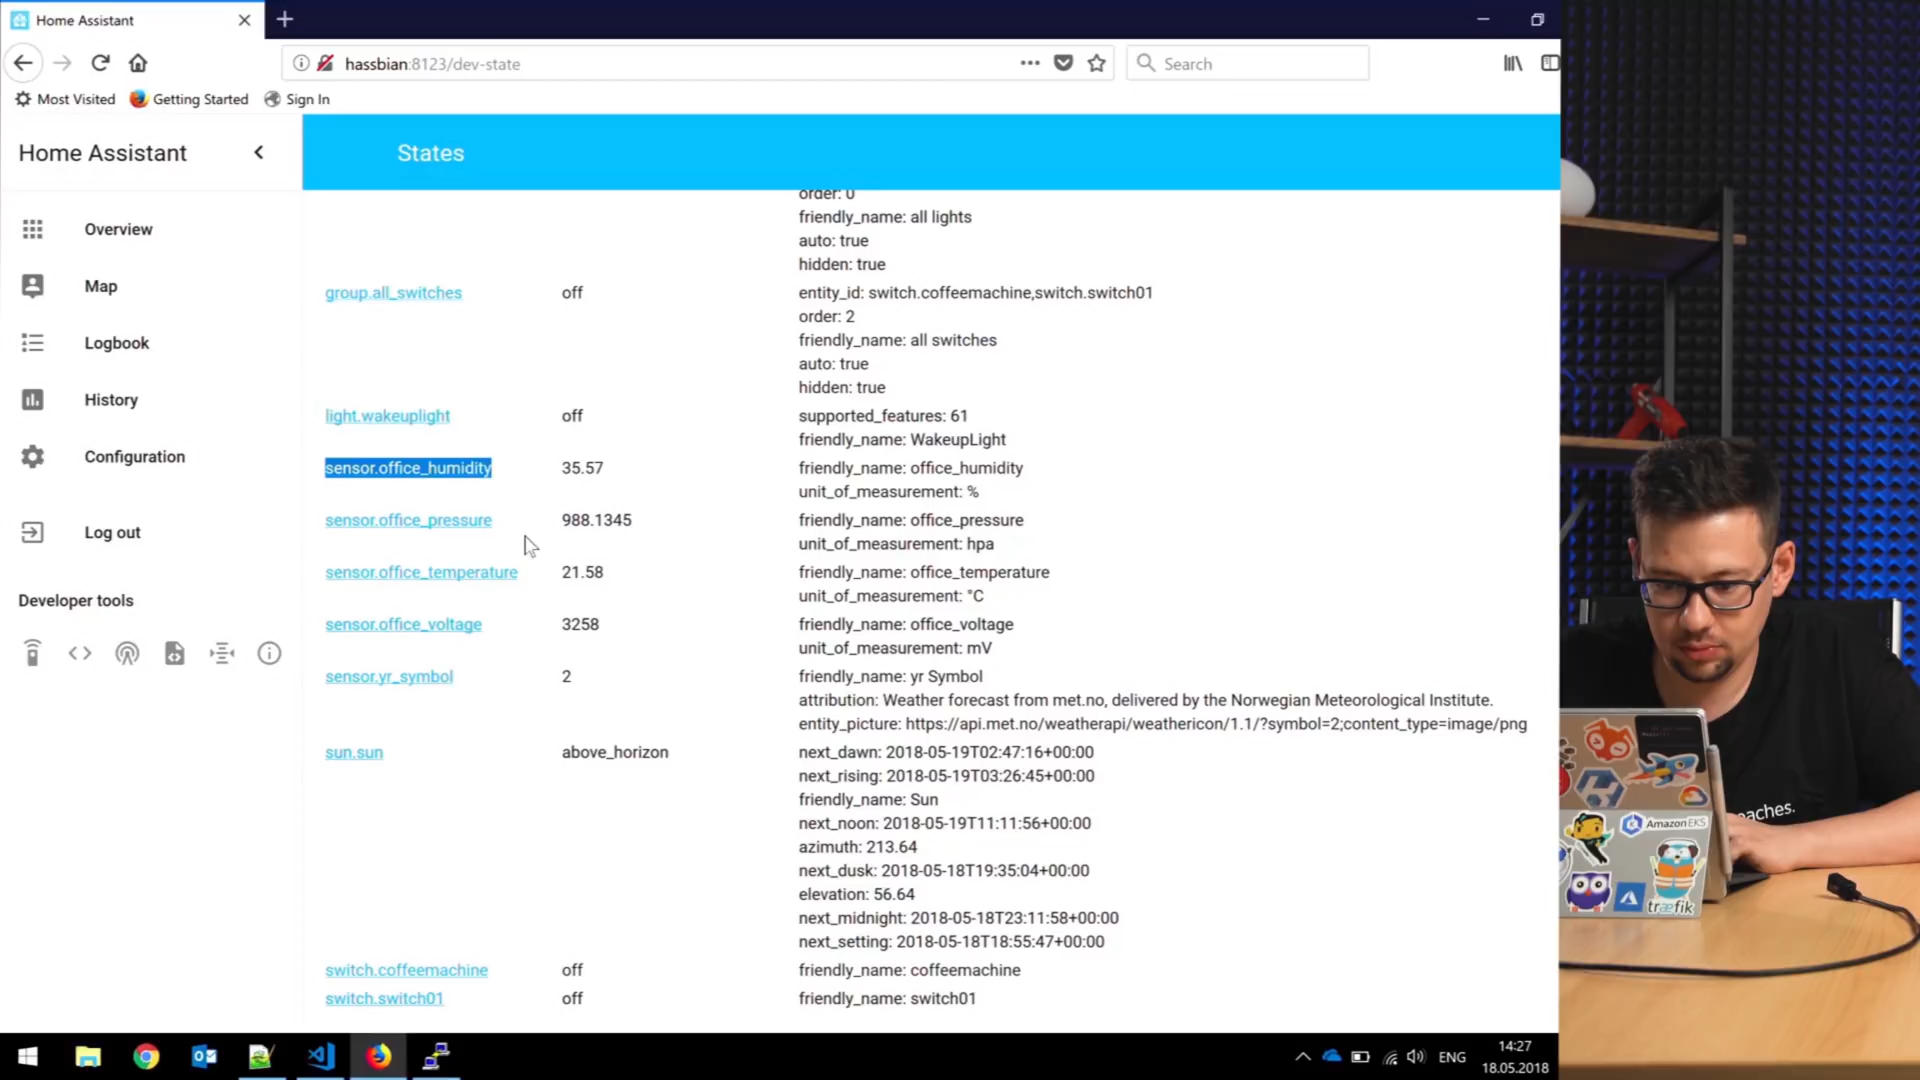 Home Assistant
hassbian:8123/dev-state
Search
Most Visited
Getting Started
Sign In
Home Assistant
States
Overview
Map
Logbook
History
Configuration
Log out
Developer tools
order: 0
friendly_name: all lights
auto: true
hidden: true
group.all_switches off entity_id: switch.coffeemachine,switch.switch01
order: 2
friendly_name: all switches
auto: true
hidden: true
light.wakeuplight off supported_features: 61
friendly_name: WakeupLight
sensor.office_humidity 35.57 friendly_name: office_humidity
unit_of_measurement: %
sensor.office_pressure 988.1345 friendly_name: office_pressure
unit_of_measurement: hpa
sensor.office_temperature 21.58 friendly_name: office_temperature
unit_of_measurement: °C
sensor.office_voltage 3258 friendly_name: office_voltage
unit_of_measurement: mV
sensor.yr_symbol 2 friendly_name: yr Symbol
attribution: Weather forecast from met.no, delivered by the Norwegian Meteorological Institute.
entity_picture: https://api.met.no/weatherapi/weathericon/1.1/?symbol=2;content_type=image/png
sun.sun above_horizon next_dawn: 2018-05-19T02:47:16+00:00
next_rising: 2018-05-19T03:26:45+00:00
friendly_name: Sun
next_noon: 2018-05-19T11:11:56+00:00
azimuth: 213.64
next_dusk: 2018-05-18T19:35:04+00:00
elevation: 56.64
next_midnight: 2018-05-18T23:11:58+00:00
next_setting: 2018-05-18T18:55:47+00:00
switch.coffeemachine off friendly_name: coffeemachine
switch.switch01 off friendly_name: switch01
ENG
14:27
18.05.2018
Amazon EKS
træfik